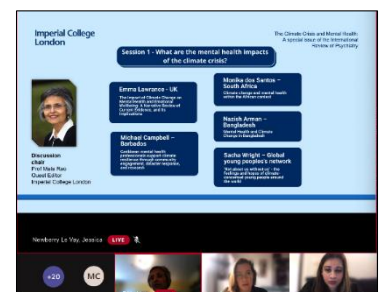 Imperial College
London
The Climate Crisis and Mental Health:
A special issue of the International
Review of Psychiatry
Session 1 - What are the mental health impacts
of the climate crisis?
Emma Lawrance - UK
The Impact of Climate Change on
Mental Health and Emotional
Wellbeing: A Narrative Review of
Current Evidence, and its
Implications
Michael Campbell –
Barbados
Caribbean mental health
professionals support climate
resilience through community
engagement, disaster response,
and research
Monika dos Santos –
South Africa
Climate change and mental health
within the African context
Nazish Arman –
Bangladesh
Mental Health and Climate
Change in Bangladesh
Sacha Wright – Global
young people's network
feelings and hopes of climate-
concerned young people around
the world
Discussion
chair
Prof Mala Rao
Guest Editor
Imperial College London
Newberry Le Vay, Jessica LIVE
+20
MC